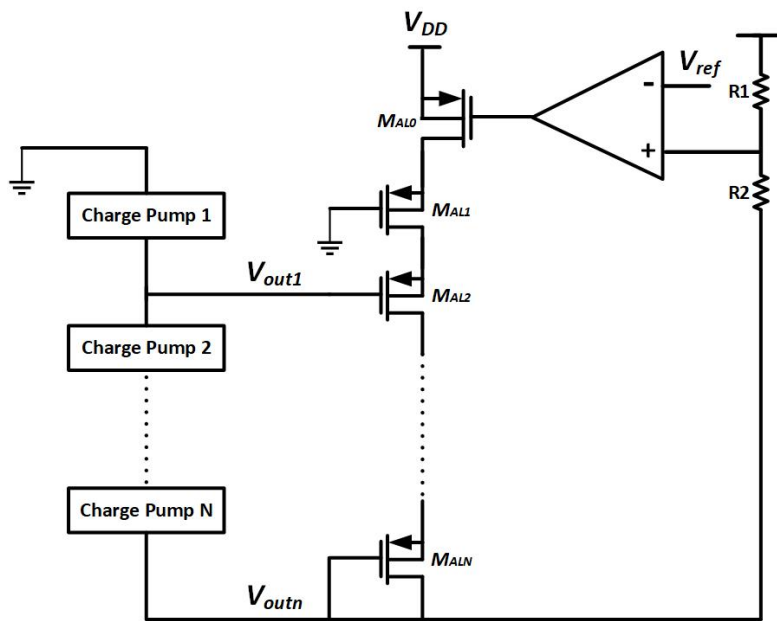 VDD
Vref
-
R1
MAL0
+
R2
Charge Pump 1
MAL1
Vout1
MAL2
Charge Pump 2
Charge Pump N
MALN
Voutn